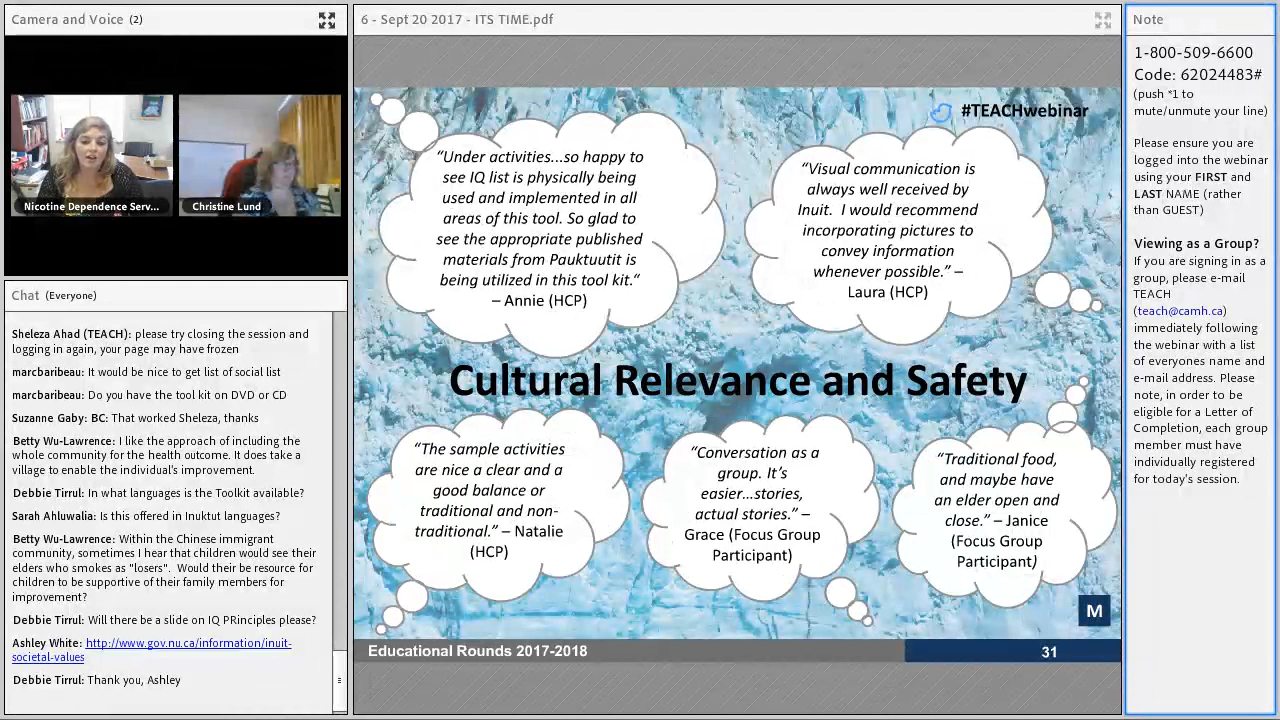 Camera and Voice (2)
Nicotine Dependence Serv...
Christine Lund
Chat (Everyone)
Sheleza Ahad (TEACH): please try closing the session and
logging in again, your page may have frozen
marcbaribeau: It would be nice to get list of social list
marcbaribeau: Do you have the tool kit on DVD or CD
Suzanne Gaby: BC: That worked Sheleza, thanks
Betty Wu-Lawrence: I like the approach of including the
whole community for the health outcome. It does take a
village to enable the individual's improvement.
Debbie Tirrul: In what languages is the Toolkit available?
Sarah Ahluwalia: Is this offered in Inuktut languages?
Betty Wu-Lawrence: Within the Chinese immigrant
community, sometimes I hear that children would see their
elders who smokes as "losers". Would their be resource for
children to be supportive of their family members for
improvement?
Debbie Tirrul: Will there be a slide on IQ PRinciples please?
Ashley White: http://www.gov.nu.ca/information/inuit-
societal-values
Debbie Tirrul: Thank you, Ashley
6 - Sept 20 2017 - ITS TIME.pdf
#TEACHwebinar
“Under activities...so happy to
see IQ list is physically being
used and implemented in all
areas of this tool. So glad to
see the appropriate published
materials from Pauktuutit is
being utilized in this tool kit.“
– Annie (HCP)
“Visual communication is
always well received by
Inuit. I would recommend
incorporating pictures to
convey information
whenever possible.” –
Laura (HCP)
Cultural Relevance and Safety
“The sample activities
are nice a clear and a
good balance or
traditional and non-
traditional.” – Natalie
(HCP)
“Conversation as a
group. It’s
easier...stories,
actual stories.” –
Grace (Focus Group
Participant)
“Traditional food,
and maybe have
an elder open and
close.” – Janice
(Focus Group
Participant)
M
Educational Rounds 2017-2018
31
Note
1-800-509-6600
Code: 62024483#
(push *1 to
mute/unmute your line)
Please ensure you are
logged into the webinar
using your FIRST and
LAST NAME (rather
than GUEST)
Viewing as a Group?
If you are signing in as a
group, please e-mail
TEACH
(teach@camh.ca)
immediately following
the webinar with a list
of everyones name and
e-mail address. Please
note, in order to be
eligible for a Letter of
Completion, each group
member must have
individually registered
for today's session.